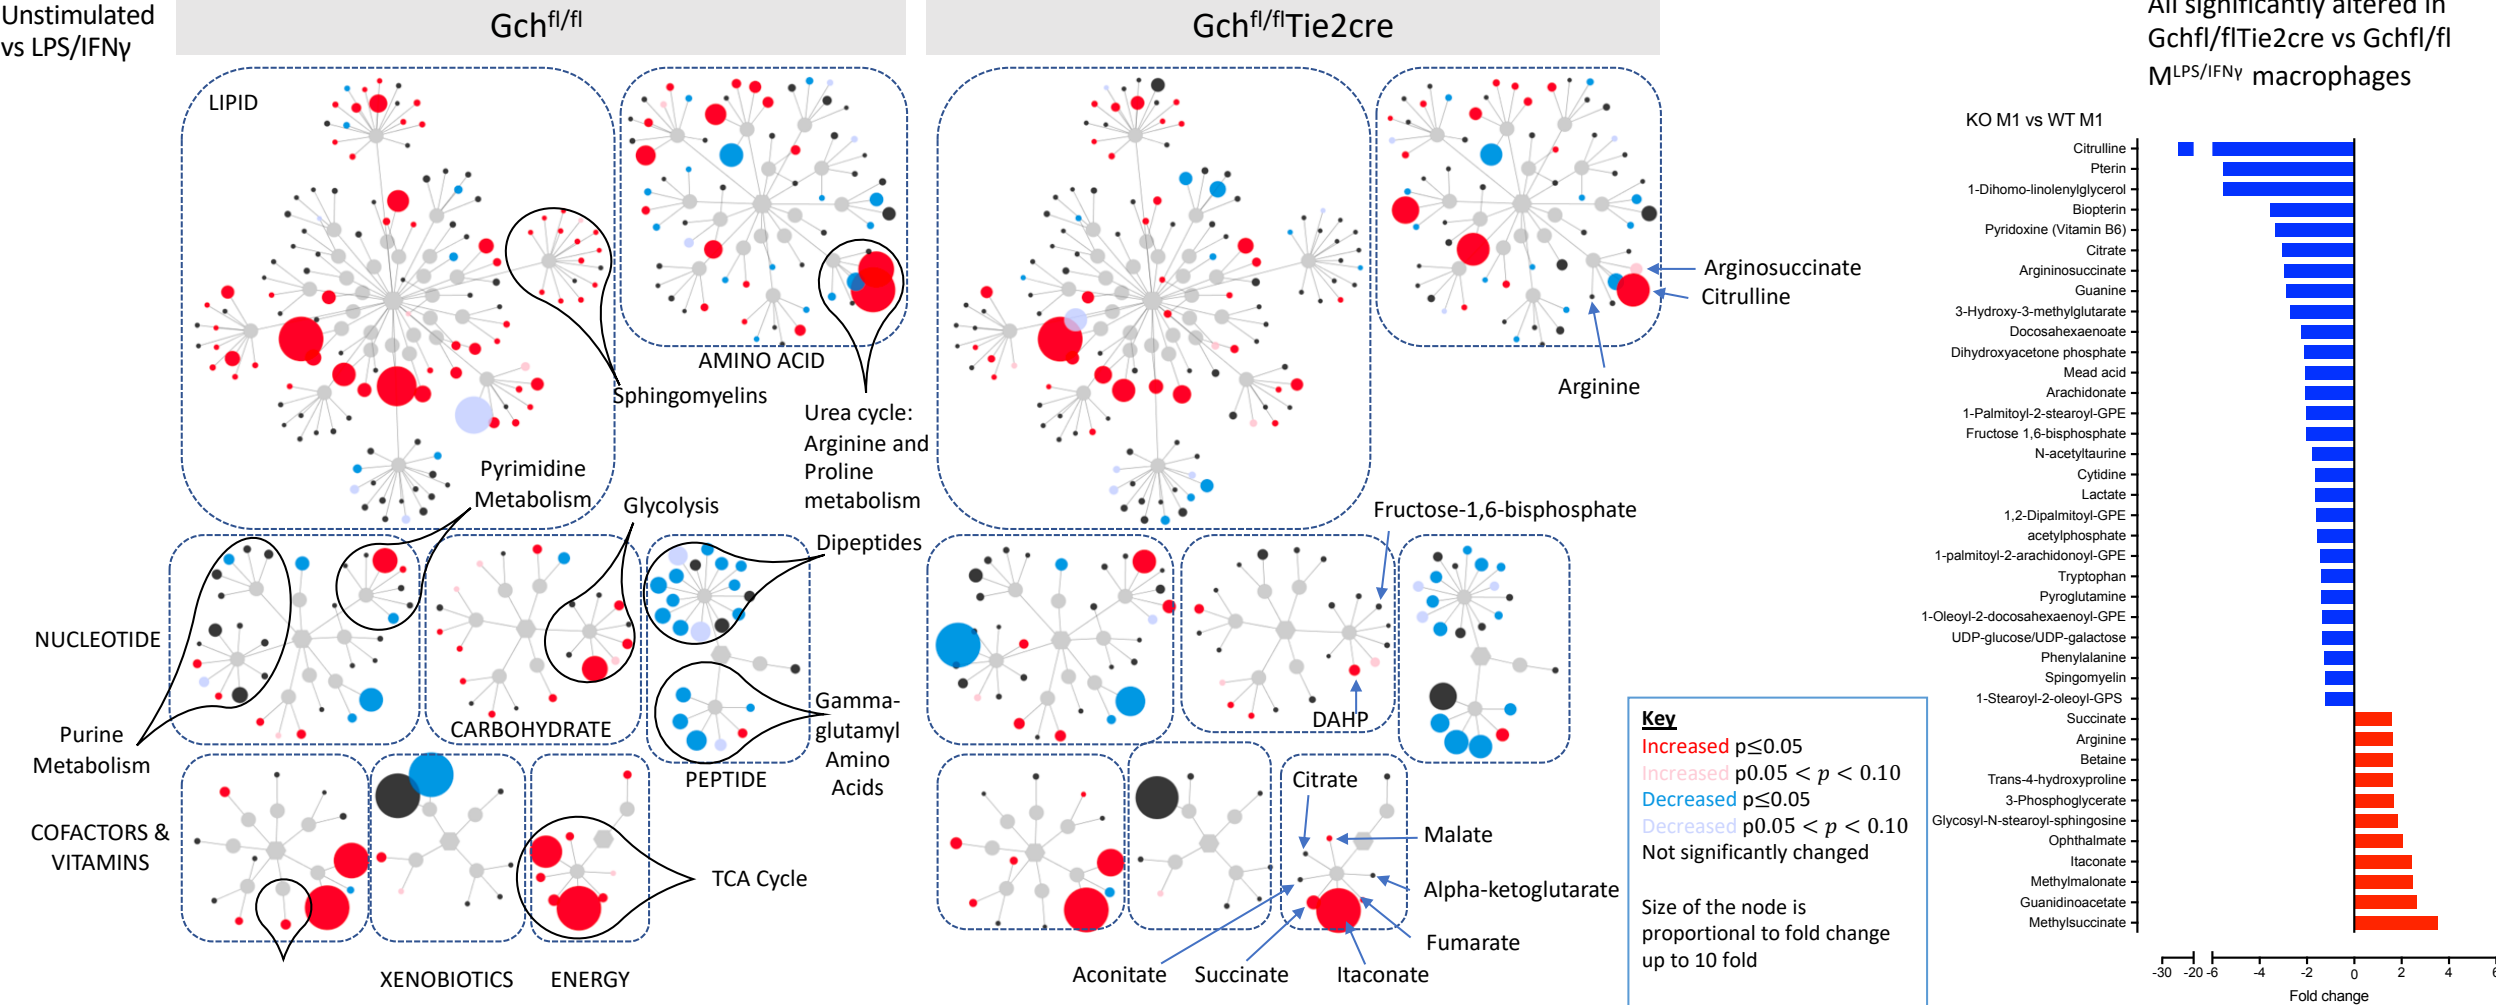 Unstimulated
vs LPS/IFNγ
Gchfl/fl
Gchfl/flTie2cre
All significantly altered in
Gchfl/flTie2cre vs Gchfl/fl
MLPS/IFNγ macrophages
LIPID
AMINO ACID
Sphingomyelins
Urea cycle:
Arginine and
Proline
metabolism
Arginosuccinate
Citrulline
Arginine
Pyrimidine
Metabolism
Glycolysis
Dipeptides
Fructose-1,6-bisphosphate
NUCLEOTIDE
CARBOHYDRATE
Purine
Metabolism
PEPTIDE
Gamma-
glutamyl
Amino
Acids
DAHP
COFACTORS &
VITAMINS
XENOBIOTICS
ENERGY
TCA Cycle
Citrate
Malate
Alpha-ketoglutarate
Fumarate
Aconitate
Succinate
Itaconate
Key
Increased p≤0.05
Increased p0.05 < p < 0.10
Decreased p≤0.05
Decreased p0.05 < p < 0.10
Not significantly changed
Size of the node is
proportional to fold change
up to 10 fold
KO M1 vs WT M1
Citrulline
Pterin
1-Dihomo-linolenylglycerol
Biopterin
Pyridoxine (Vitamin B6)
Citrate
Argininosuccinate
Guanine
3-Hydroxy-3-methylglutarate
Docosahexaenoate
Dihydroxyacetone phosphate
Mead acid
Arachidonate
1-Palmitoyl-2-stearoyl-GPE
Fructose 1,6-bisphosphate
N-acetyltaurine
Cytidine
Lactate
1,2-Dipalmitoyl-GPE
acetylphosphate
1-palmitoyl-2-arachidonoyl-GPE
Tryptophan
Pyroglutamine
1-Oleoyl-2-docosahexaenoyl-GPE
UDP-glucose/UDP-galactose
Phenylalanine
Spingomyelin
1-Stearoyl-2-oleoyl-GPS
Succinate
Arginine
Betaine
Trans-4-hydroxyproline
3-Phosphoglycerate
Glycosyl-N-stearoyl-sphingosine
Ophthalmate
Itaconate
Methylmalonate
Guanidinoacetate
Methylsuccinate
-30 -20 -6 -4 -2 0 2 4 6
Fold change